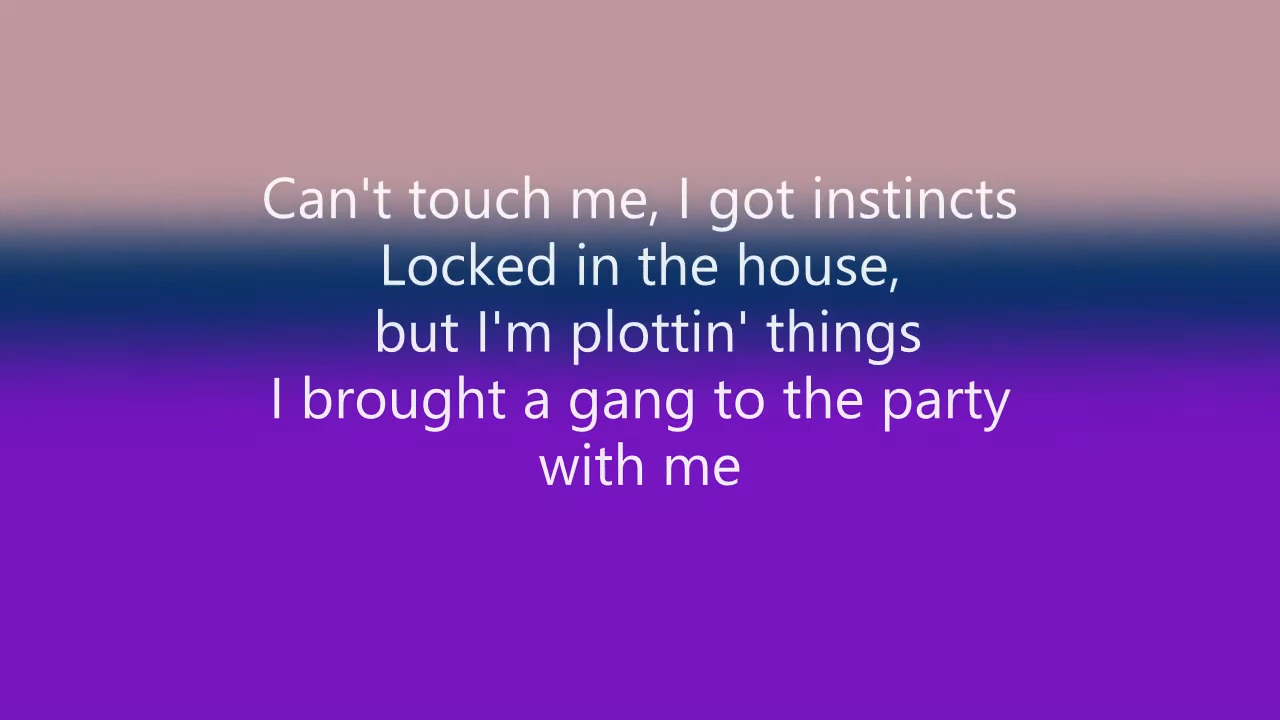 Can't touch me, I got instincts
Locked in the house,
but I'm plottin' things
I brought a gang to the party
with me